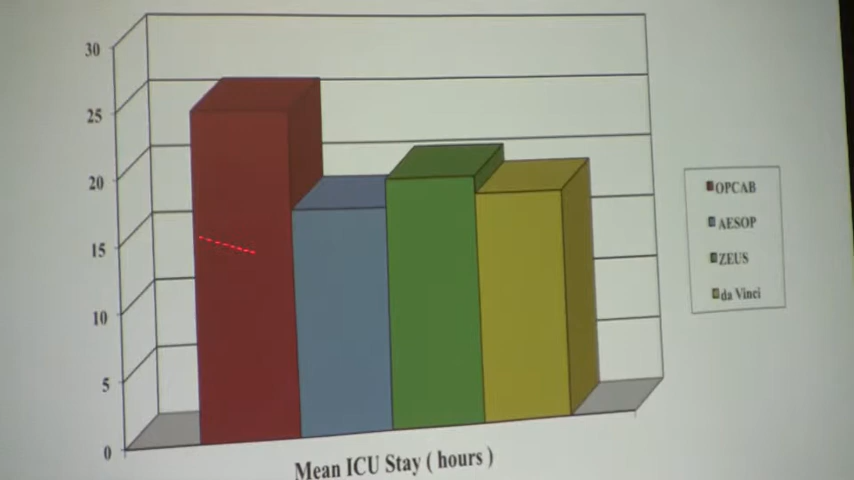 30
25
20
15
10
5
0
Mean ICU Stay ( hours )
OPCAB
AESOP
ZEUS
da Vinci